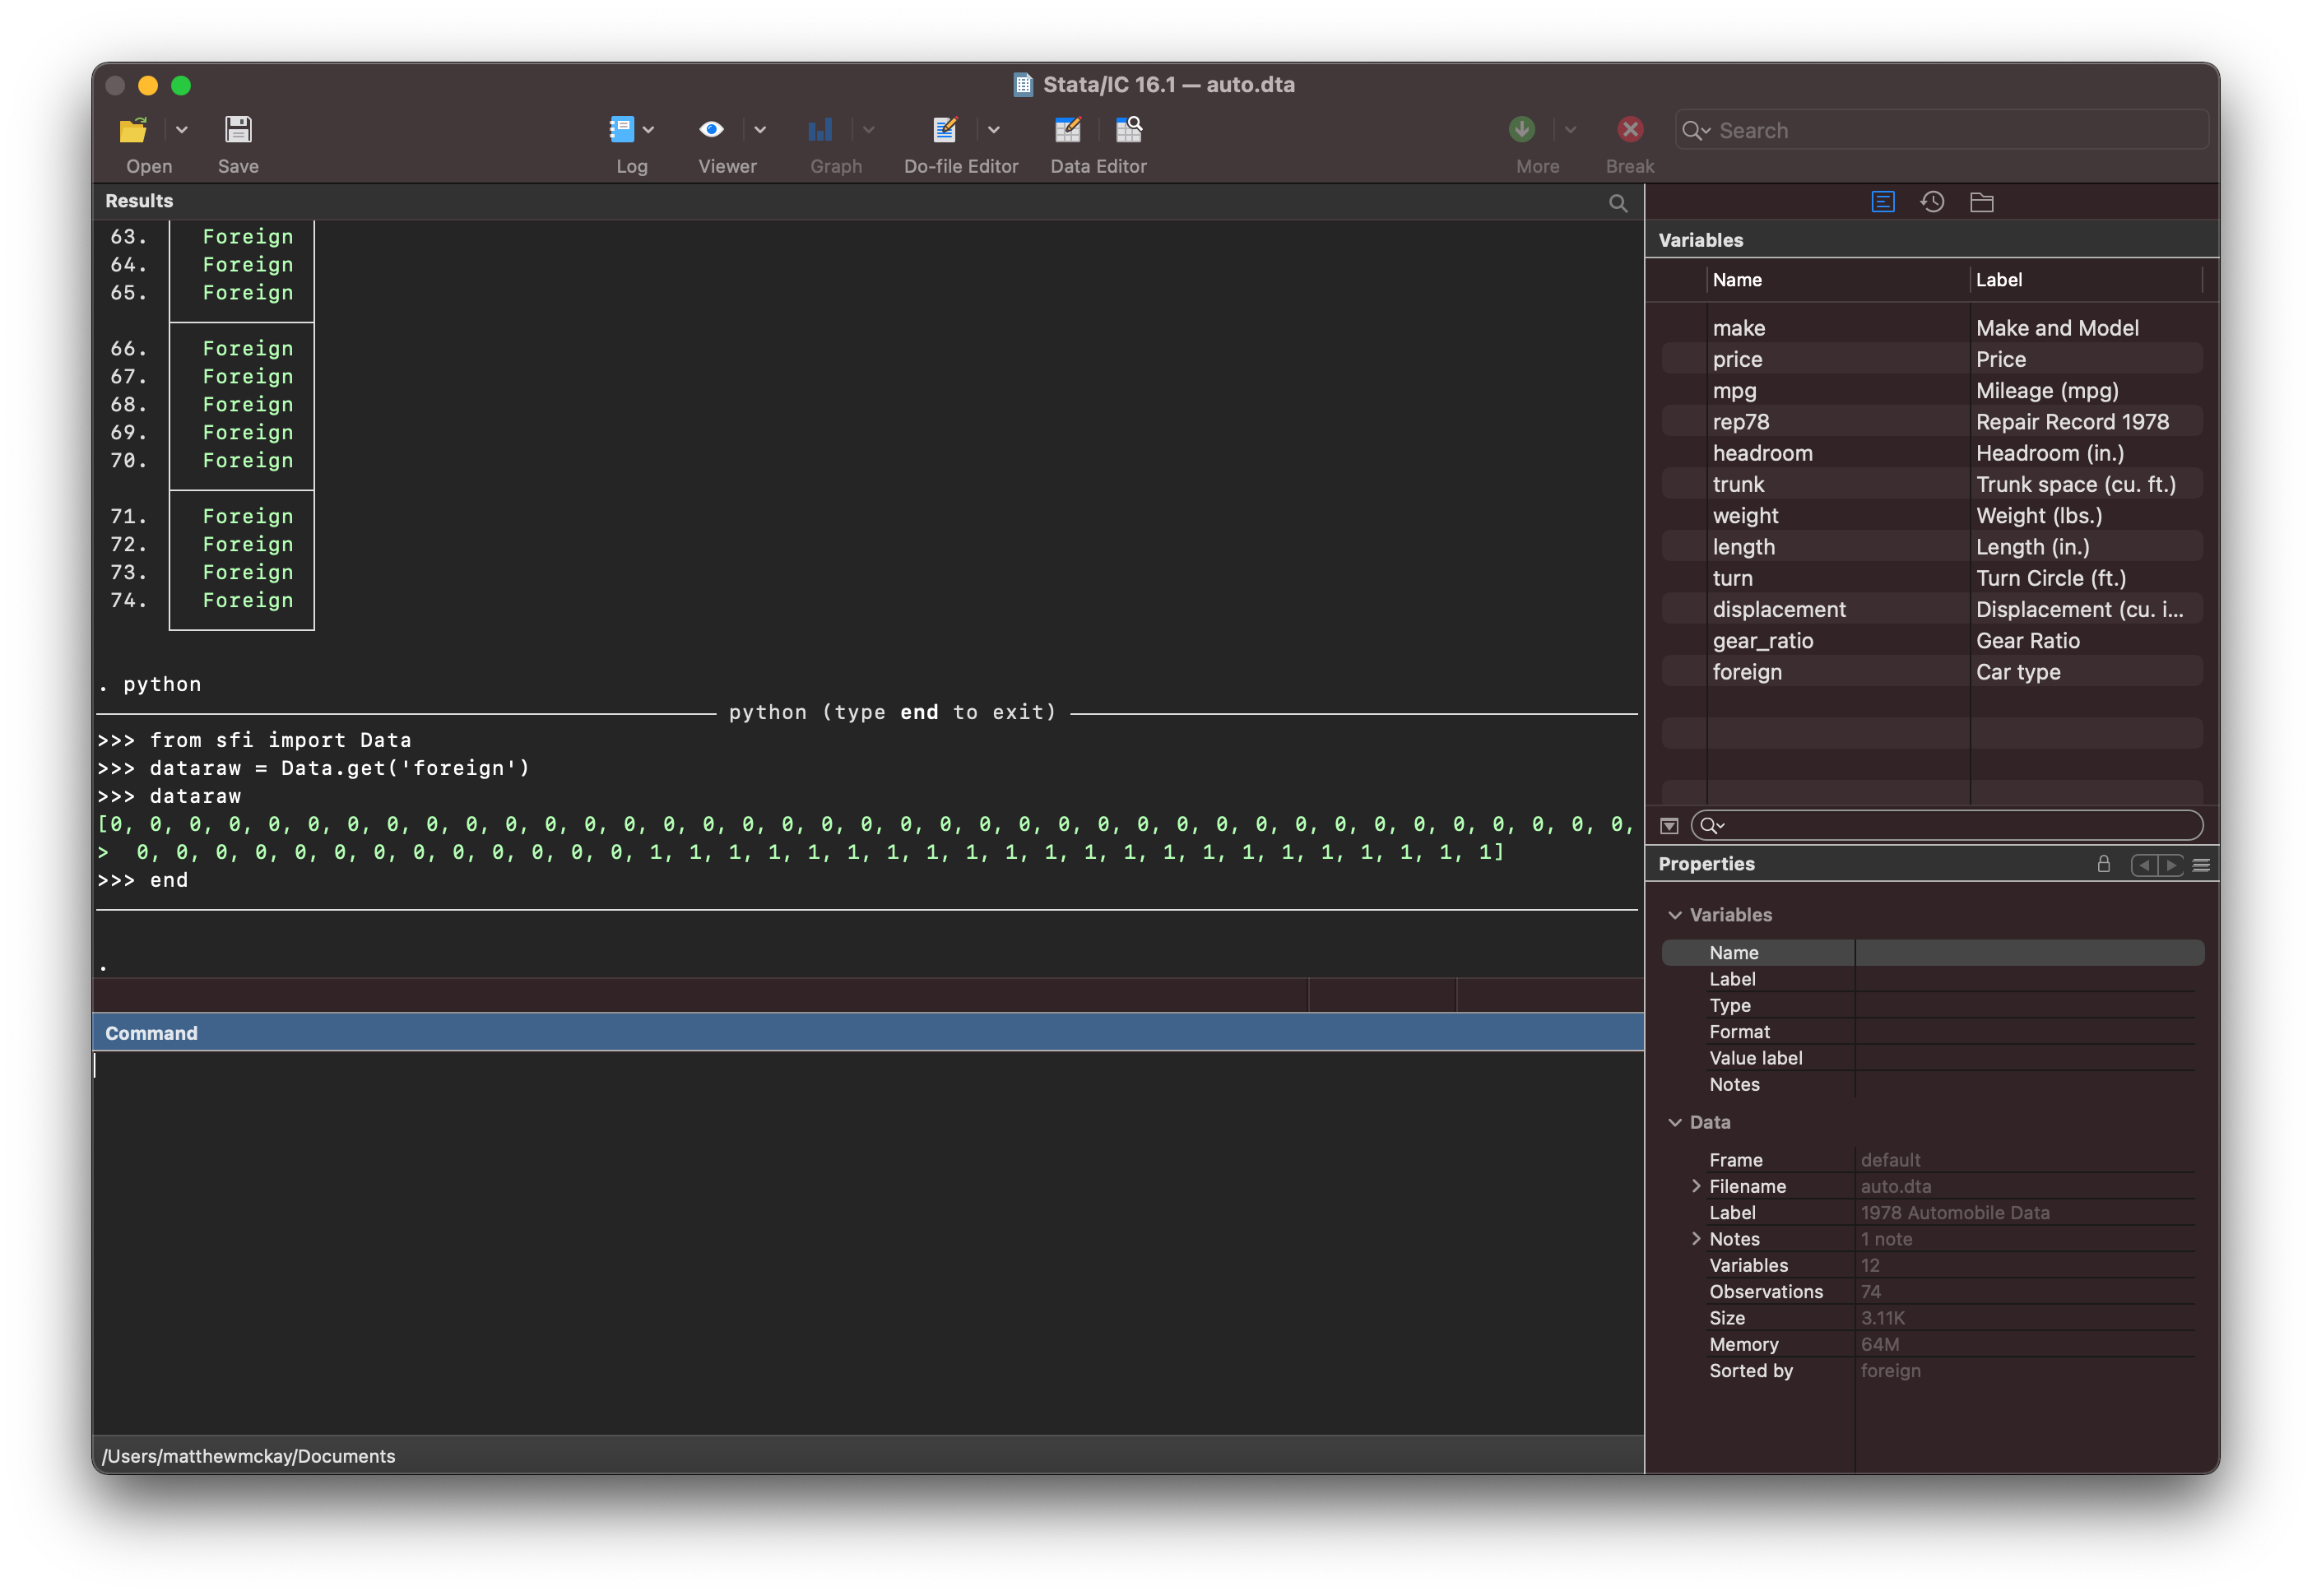 Stata/IC 16.1 — auto.dta
Open
Save
Log
Viewer
Graph
Do-file Editor
Data Editor
More
Break
Search
Results
63. Foreign
64. Foreign
65. Foreign
66. Foreign
67. Foreign
68. Foreign
69. Foreign
70. Foreign
71. Foreign
72. Foreign
73. Foreign
74. Foreign
. python
python (type end to exit)
>>> from sfi import Data
>>> dataraw = Data.get('foreign')
>>> dataraw
[0, 0, 0, 0, 0, 0, 0, 0, 0, 0, 0, 0, 0, 0, 0, 0, 0, 0, 0, 0, 0, 0, 0, 0, 0, 0, 0, 0, 0, 0, 0, 0, 0, 0, 0, 0, 0, 0, 0,
> 0, 0, 0, 0, 0, 0, 0, 0, 0, 0, 0, 0, 0, 1, 1, 1, 1, 1, 1, 1, 1, 1, 1, 1, 1, 1, 1, 1, 1, 1, 1, 1, 1, 1, 1]
>>> end
.
Command
/Users/matthewmckay/Documents
Variables
Name Label
make Make and Model
price Price
mpg Mileage (mpg)
rep78 Repair Record 1978
headroom Headroom (in.)
trunk Trunk space (cu. ft.)
weight Weight (lbs.)
length Length (in.)
turn Turn Circle (ft.)
displacement Displacement (cu. i...
gear_ratio Gear Ratio
foreign Car type
Properties
Variables
Name
Label
Type
Format
Value label
Notes
Data
Frame default
Filename auto.dta
Label 1978 Automobile Data
Notes 1 note
Variables 12
Observations 74
Size 3.11K
Memory 64M
Sorted by foreign